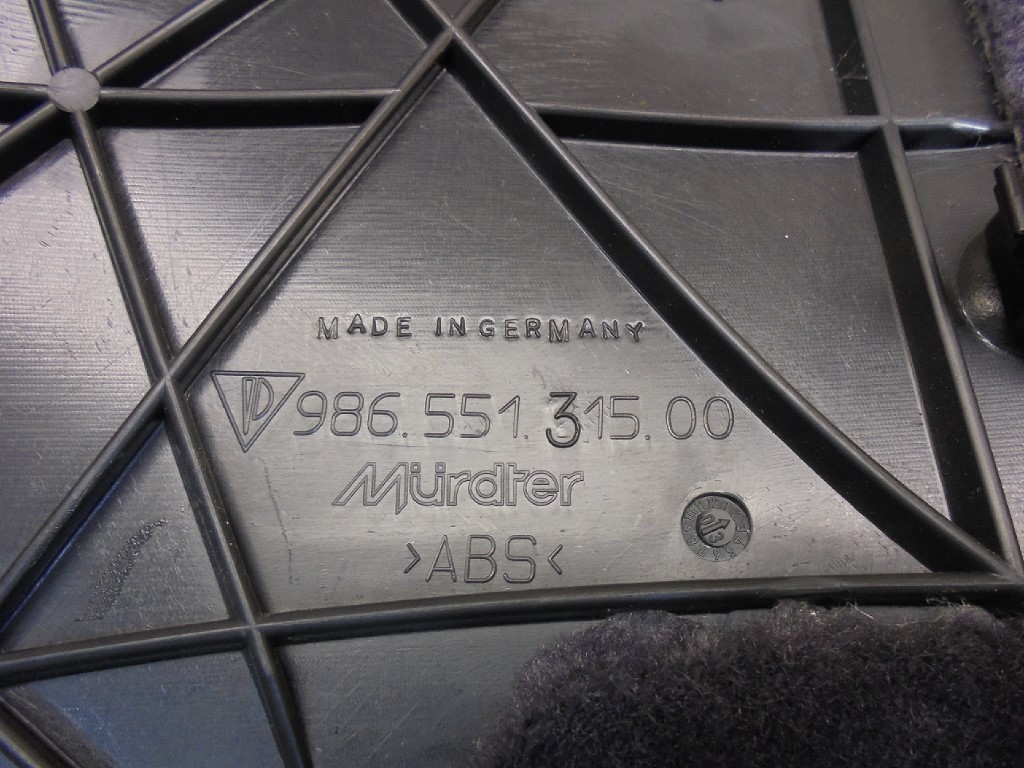 MADE IN GERMANY
986.551.315.00
Mürdter
>ABS<